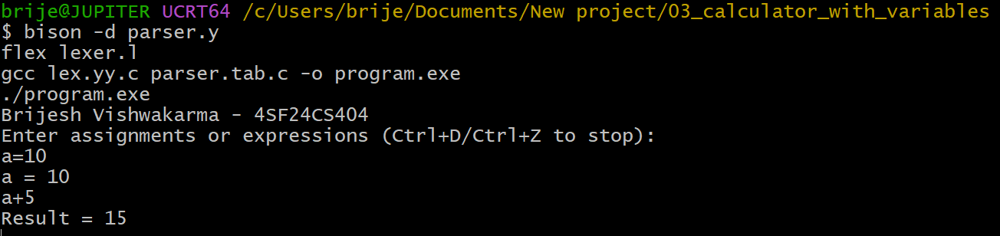 brije@JUPITER UCRT64 /c/Users/brije/Documents/New project/03_calculator_with_variables
$ bison -d parser.y
flex lexer.l
gcc lex.yy.c parser.tab.c -o program.exe
./program.exe
Brijesh Vishwakarma - 4SF24CS404
Enter assignments or expressions (Ctrl+D/Ctrl+Z to stop):
a=10
a = 10
a+5
Result = 15